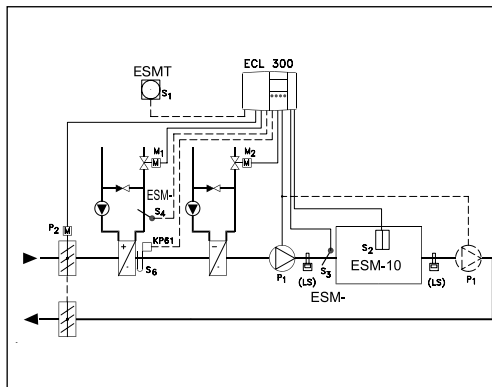 ECL 300
ESMT
S1
M1
M
M2
M
ESM-
S4
P2
M
KP61
+
-
S6
S2
S3
P1
(LS)
ESM-10
(LS)
P1
ESM-